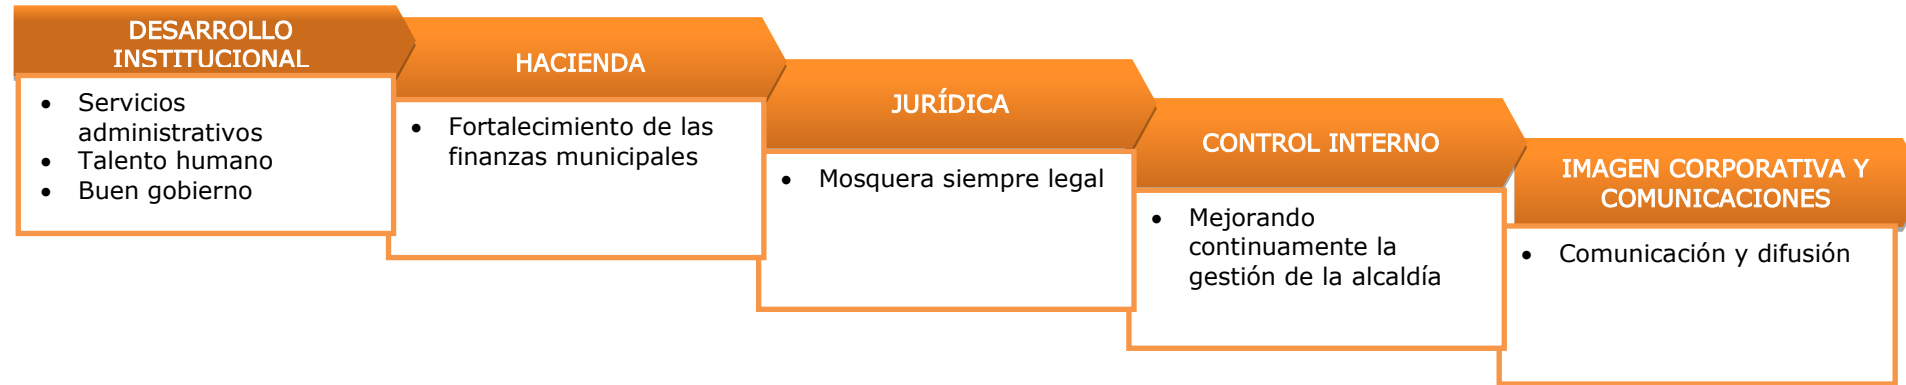 DESARROLLO
INSTITUCIONAL
• Servicios
administrativos
• Talento humano
• Buen gobierno
HACIENDA
• Fortalecimiento de las
finanzas municipales
JURÍDICA
• Mosquera siempre legal
CONTROL INTERNO
• Mejorando
continuamente la
gestión de la alcaldía
IMAGEN CORPORATIVA Y
COMUNICACIONES
• Comunicación y difusión